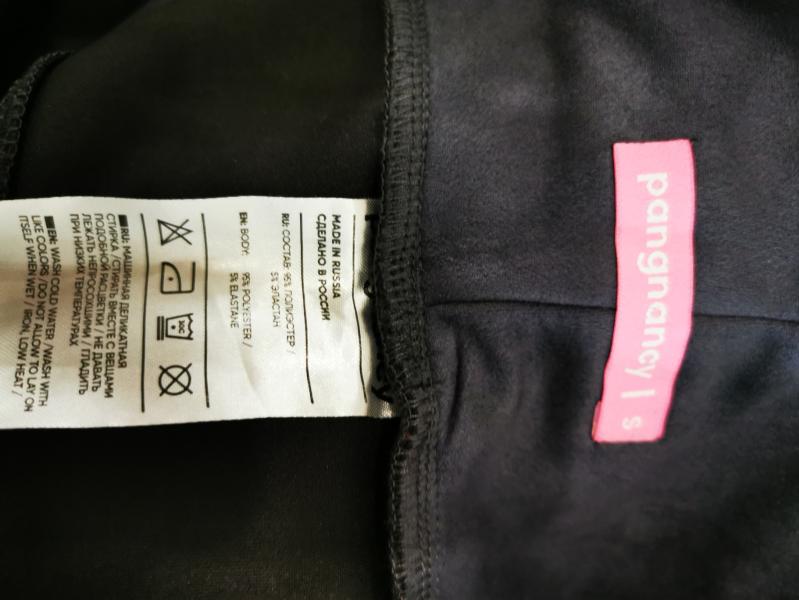 MADE IN RUSSIA
СДЕЛАНО В РОССИИ
RU: СОСТАВ: 95% ПОЛИЭСТЕР /
5% ЭЛАСТАН
EN: BODY: 95% POLYESTER /
5% ELASTANE
30C
RU: МАШИННАЯ ДЕЛИКАТНАЯ
СТИРКА /СТИРАТЬ ВМЕСТЕ С ВЕЩАМИ
ПОДОБНОЙ РАСЦВЕТКИ / НЕ ДАВАТЬ
ЛЕЖАТЬ НЕПРОСОХШИМИ / ГЛАДИТЬ
ПРИ НИЗКИХ ТЕМПЕРАТУРАХ.
EN: WASH COLD WATER /WASH WITH
LIKE COLORS /DO NOT ALLOW TO LAY ON
ITSELF WHEN WET / IRON, LOW HEAT /
pangnancy | s